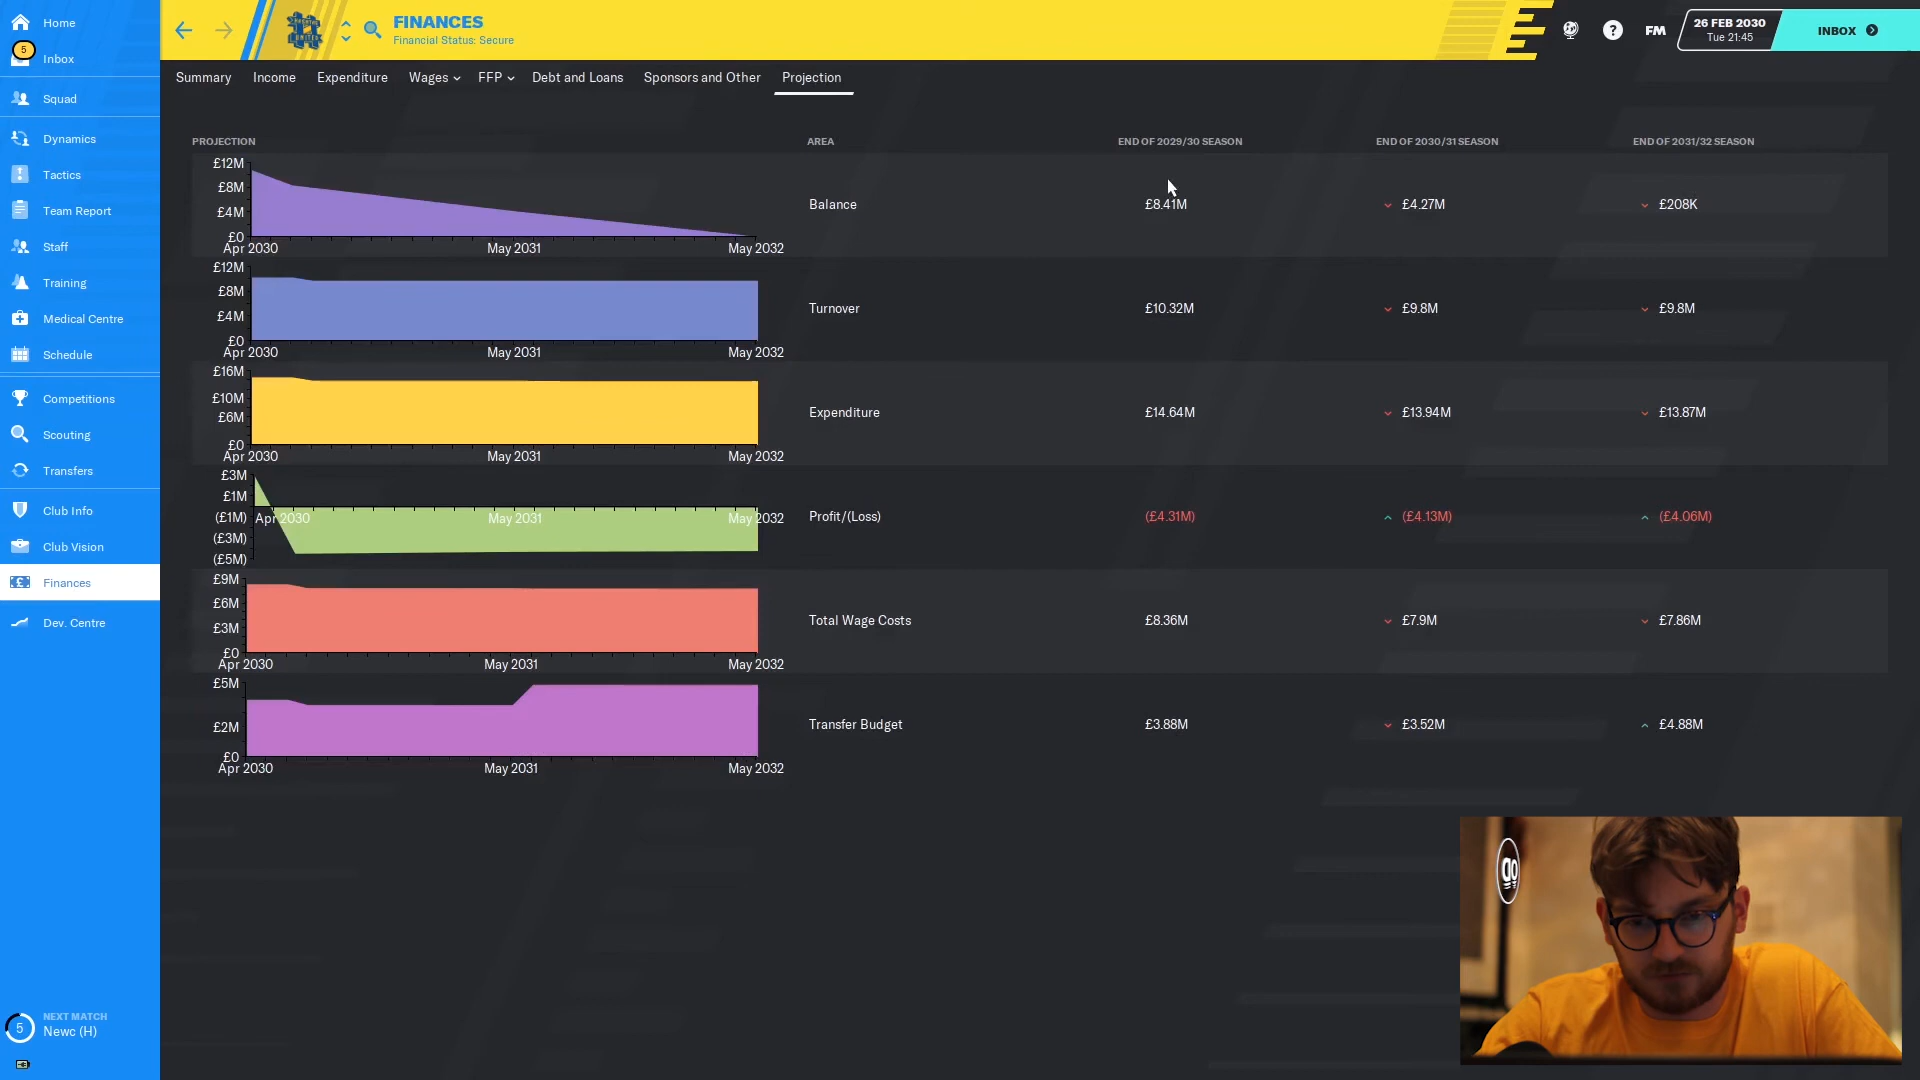 Home
5
Inbox
Squad
Dynamics
Tactics
Team Report
Staff
Training
Medical Centre
Schedule
Competitions
Scouting
Transfers
Club Info
Club Vision
Finances
Dev. Centre
5
NEXT MATCH
Newc (H)
FINANCES
Financial Status: Secure
?
FM
26 FEB 2030
Tue 21:45
INBOX
Summary Income Expenditure Wages FFP Debt and Loans Sponsors and Other Projection
PROJECTION AREA END OF 2029/30 SEASON END OF 2030/31 SEASON END OF 2031/32 SEASON
£12M
£8M
£4M
£0
Apr 2030 May 2031 May 2032
Balance £8.41M £4.27M £208K
£12M
£8M
£4M
£0
Apr 2030 May 2031 May 2032
Turnover £10.32M £9.8M £9.8M
£16M
£10M
£6M
£0
Apr 2030 May 2031 May 2032
Expenditure £14.64M £13.94M £13.87M
£3M
£1M
(£1M)
(£3M)
(£5M)
Apr 2030 May 2031 May 2032
Profit/(Loss) (£4.31M) (£4.13M) (£4.06M)
£9M
£6M
£3M
£0
Apr 2030 May 2031 May 2032
Total Wage Costs £8.36M £7.9M £7.86M
£5M
£2M
£0
Apr 2030 May 2031 May 2032
Transfer Budget £3.88M £3.52M £4.88M
go